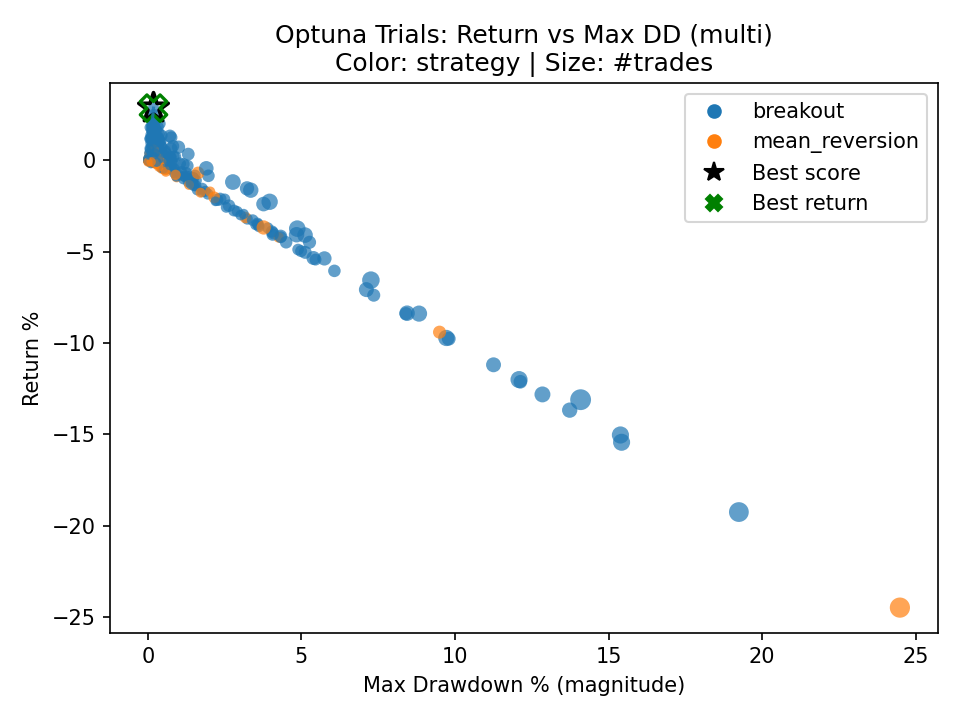 Optuna Trials: Return vs Max DD (multi)
Color: strategy | Size: #trades
breakout
mean_reversion
Best score
Best return
Return %
0
−5
−10
−15
−20
−25
0
5
10
15
20
25
Max Drawdown % (magnitude)